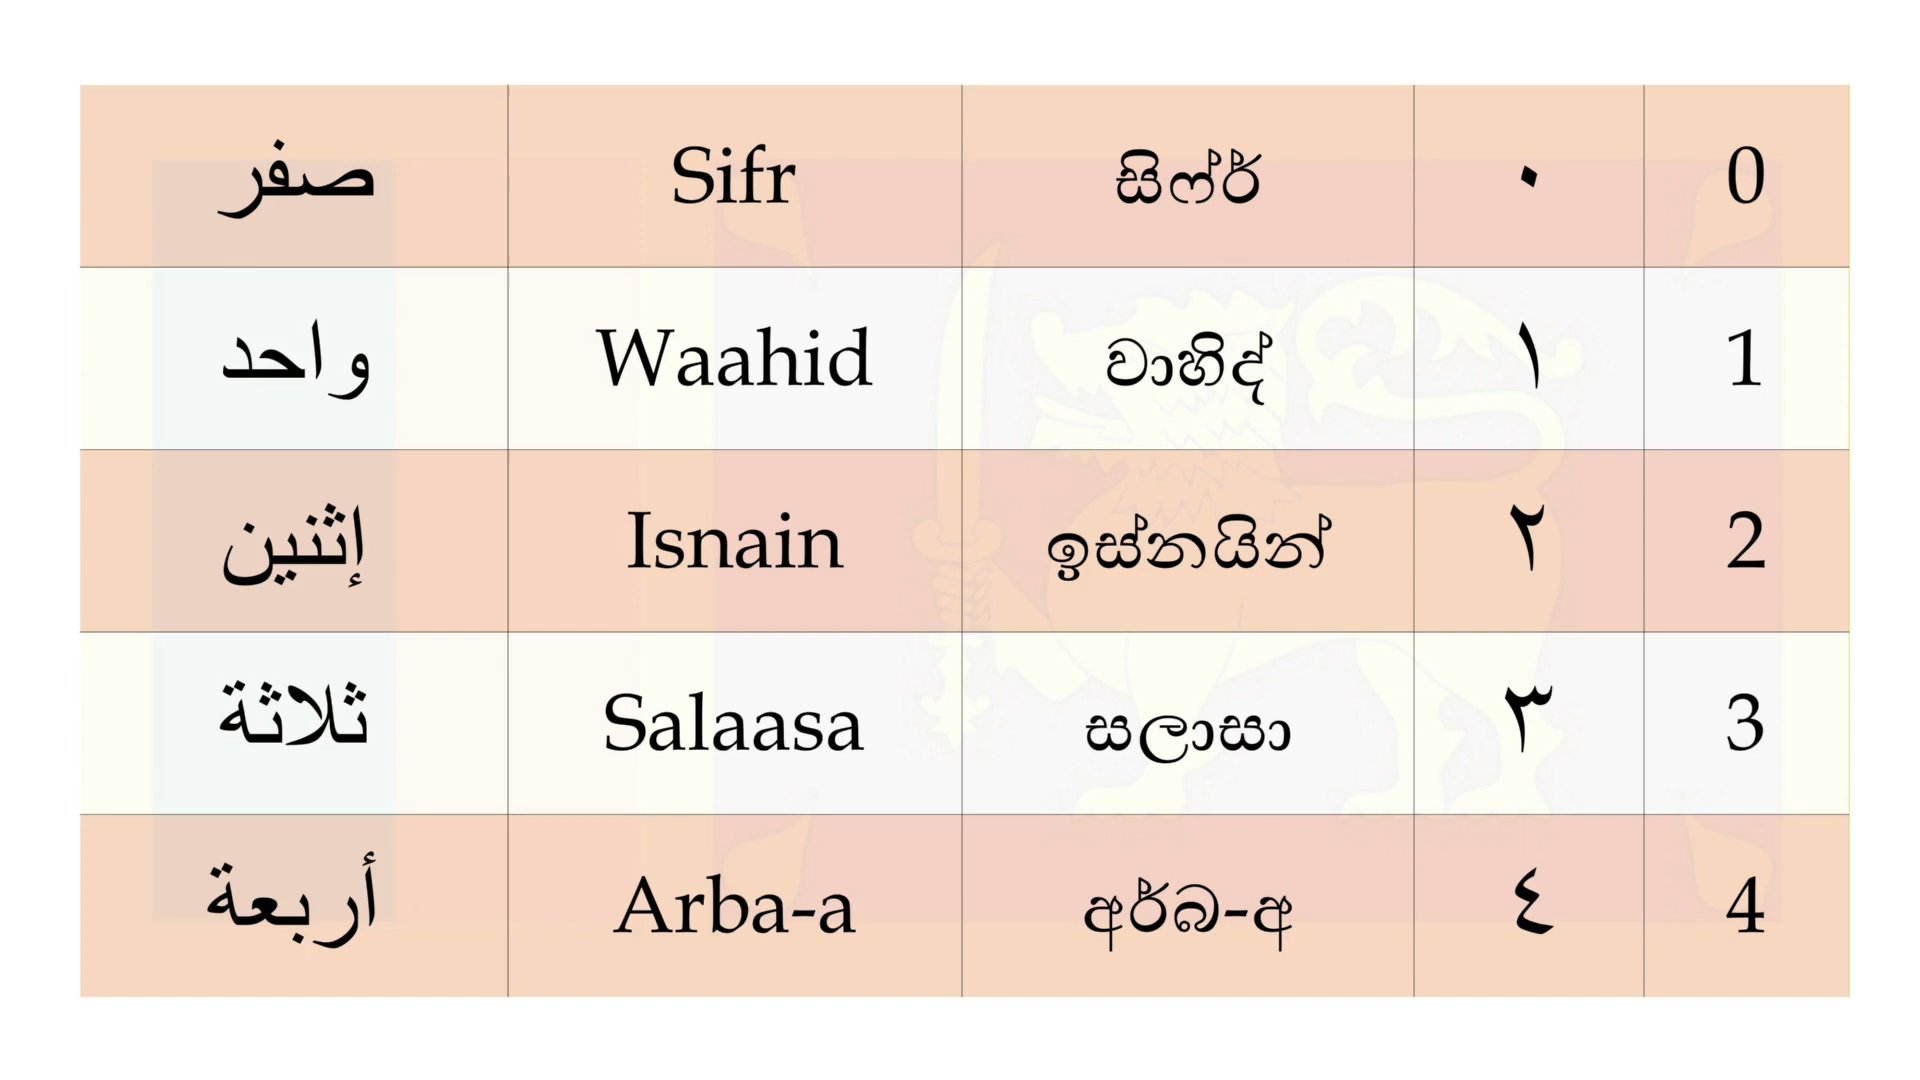 صفر Sifr සිෆ්ර් ٠ 0
واحد Waahid වාහිද් ١ 1
إثنين Isnain ඉස්නයින් ٢ 2
ثلاثة Salaasa සලාසා ٣ 3
أربعة Arba-a අර්බ-අ ٤ 4